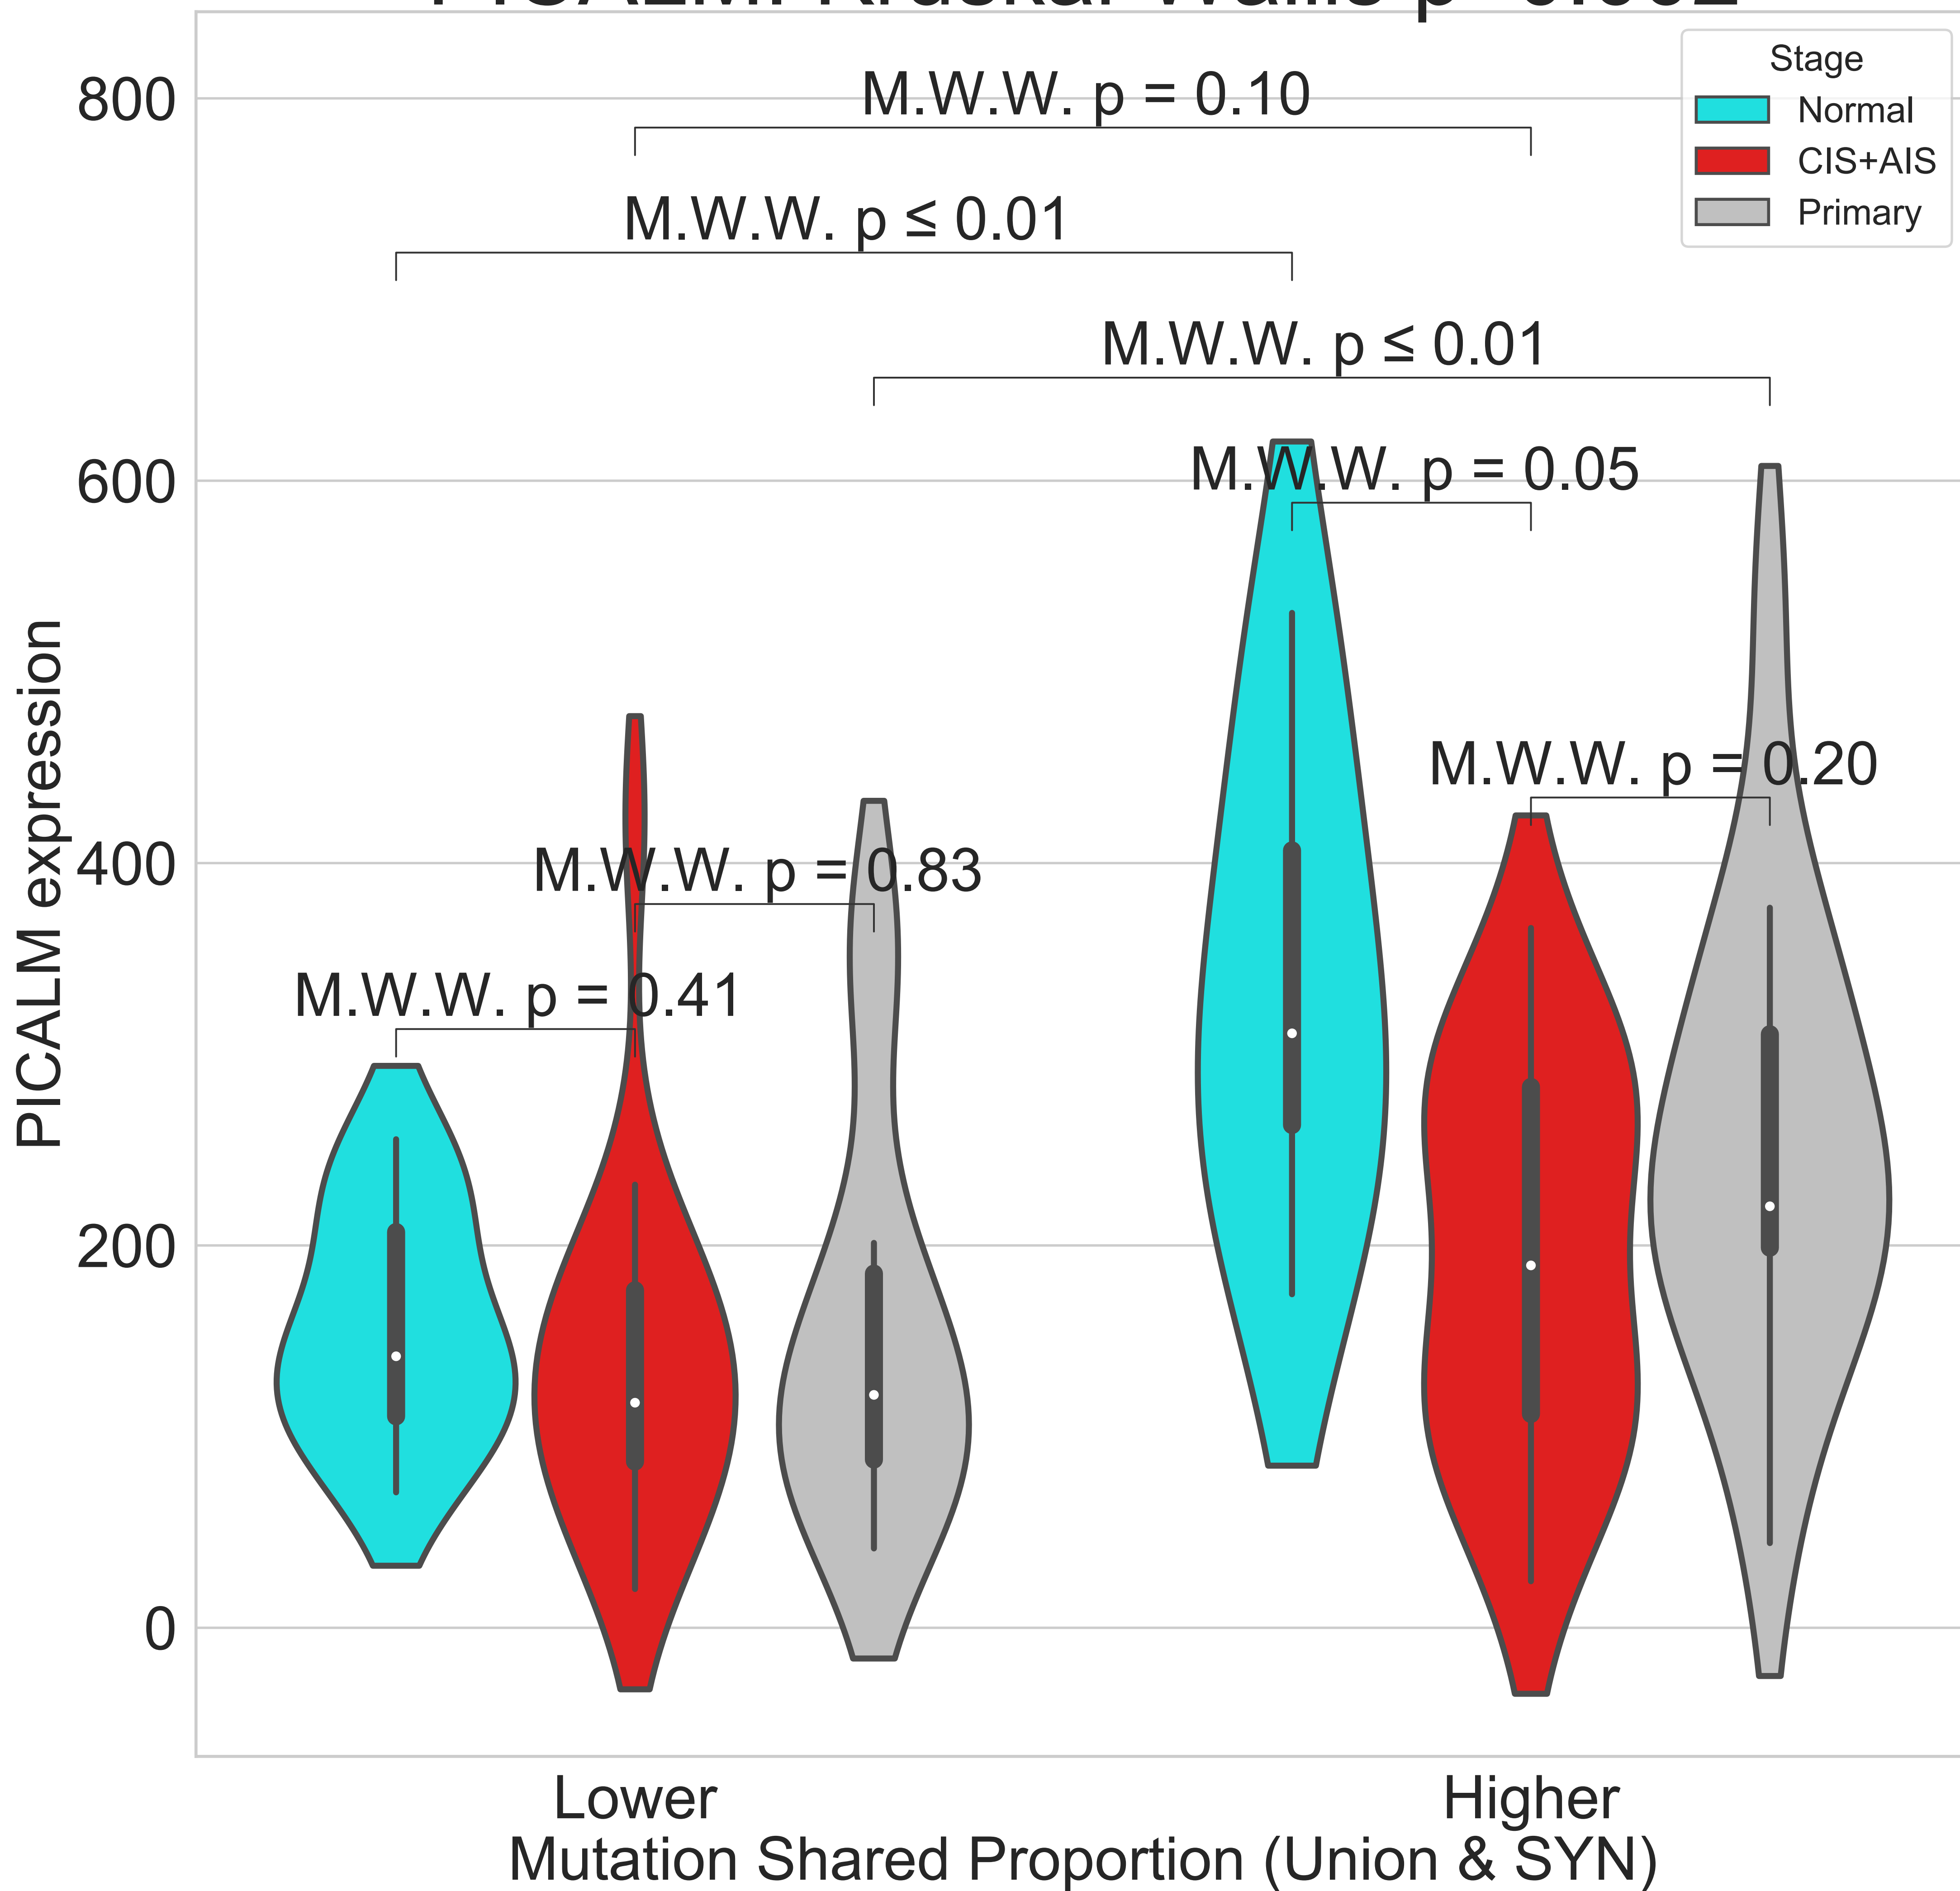 800
600
400
200
0
PICALM expression
M.W.W. p = 0.10
M.W.W. p ≤ 0.01
M.W.W. p ≤ 0.01
M.W.W. p = 0.05
M.W.W. p = 0.20
M.W.W. p = 0.83
M.W.W. p = 0.41
Stage
Normal
CIS+AIS
Primary
Lower
Higher
Mutation Shared Proportion (Union & SYN)